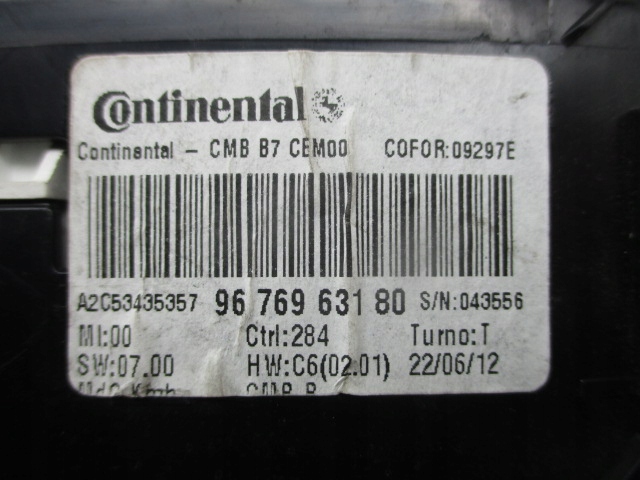 Continental
Continental - CMB B7 CEM00 COFOR:09297E
A2C53435357 96 769 631 80 S/N:043556
MI:00 Ctrl:284 Turno:T
SW:07.00 HW:C6(02.01) 22/06/12
CMB B